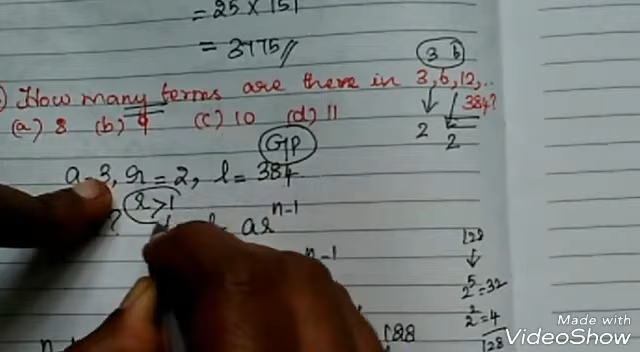 = 25 × 151
= 3775//
How many terms are there in 3, 6, 12, .. 384?
(a) 8 (b) 9 (c) 10 (d) 11
3 6
2 2
GP
a = 3, r = 2, l = 384
r > 1
? l = ar^n-1
n-1
128
2^5 = 32
2^2 = 4
128
Made with
VideoShow